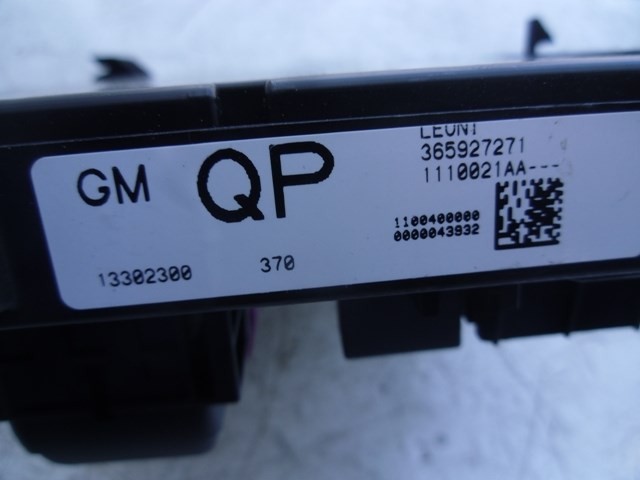 GM QP
LEONI
365927271
1110021AA---
1100400000
0000043932
13302300 370